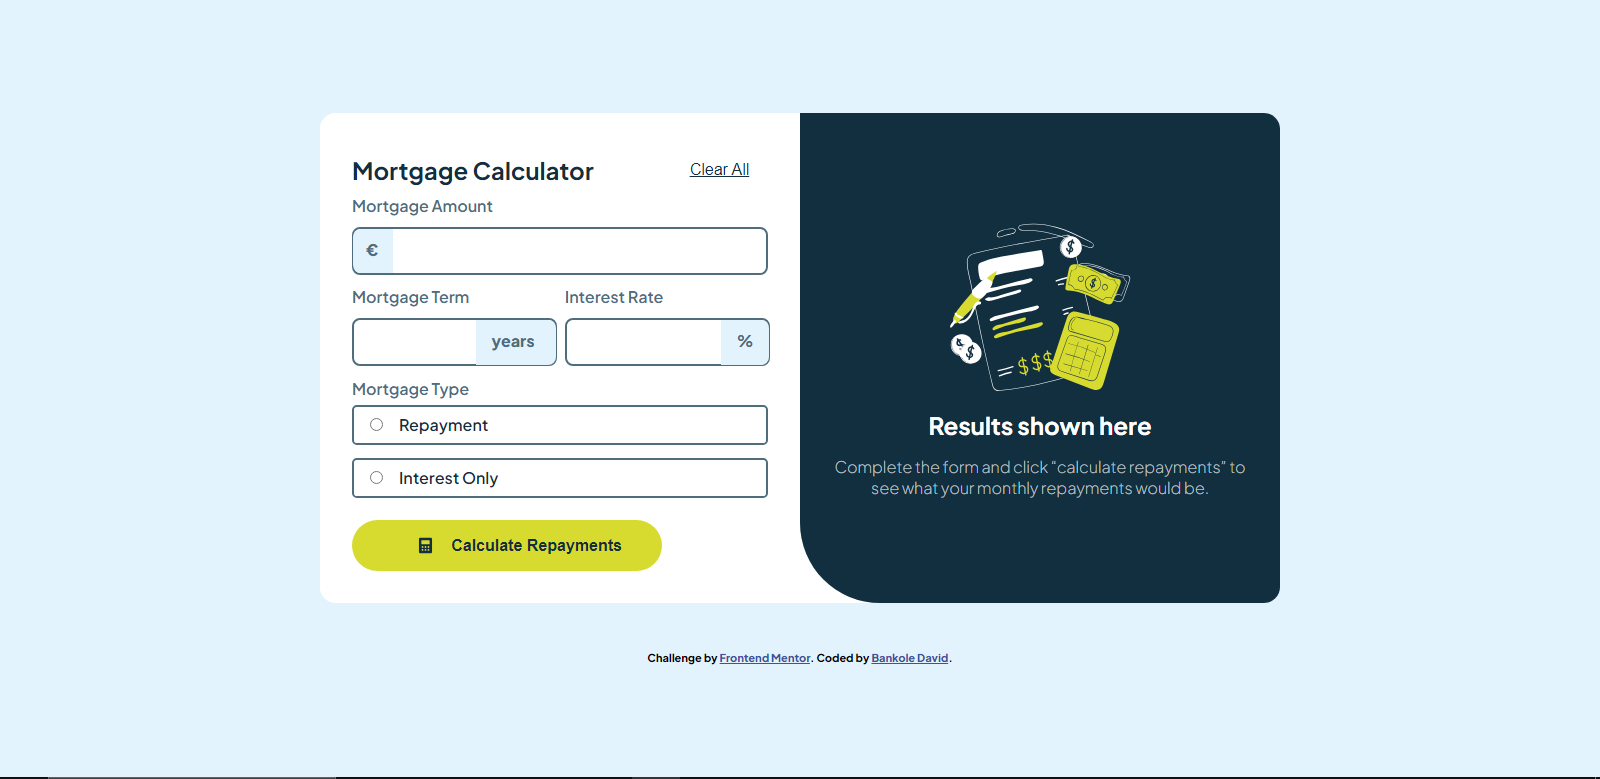 Mortgage Calculator
Clear All
Mortgage Amount
€
Mortgage Term
Interest Rate
years
%
Mortgage Type
Repayment
Interest Only
Calculate Repayments
$
$
$
$
$$$
Results shown here
Complete the form and click “calculate repayments” to
see what your monthly repayments would be.
Challenge by Frontend Mentor. Coded by Bankole David.